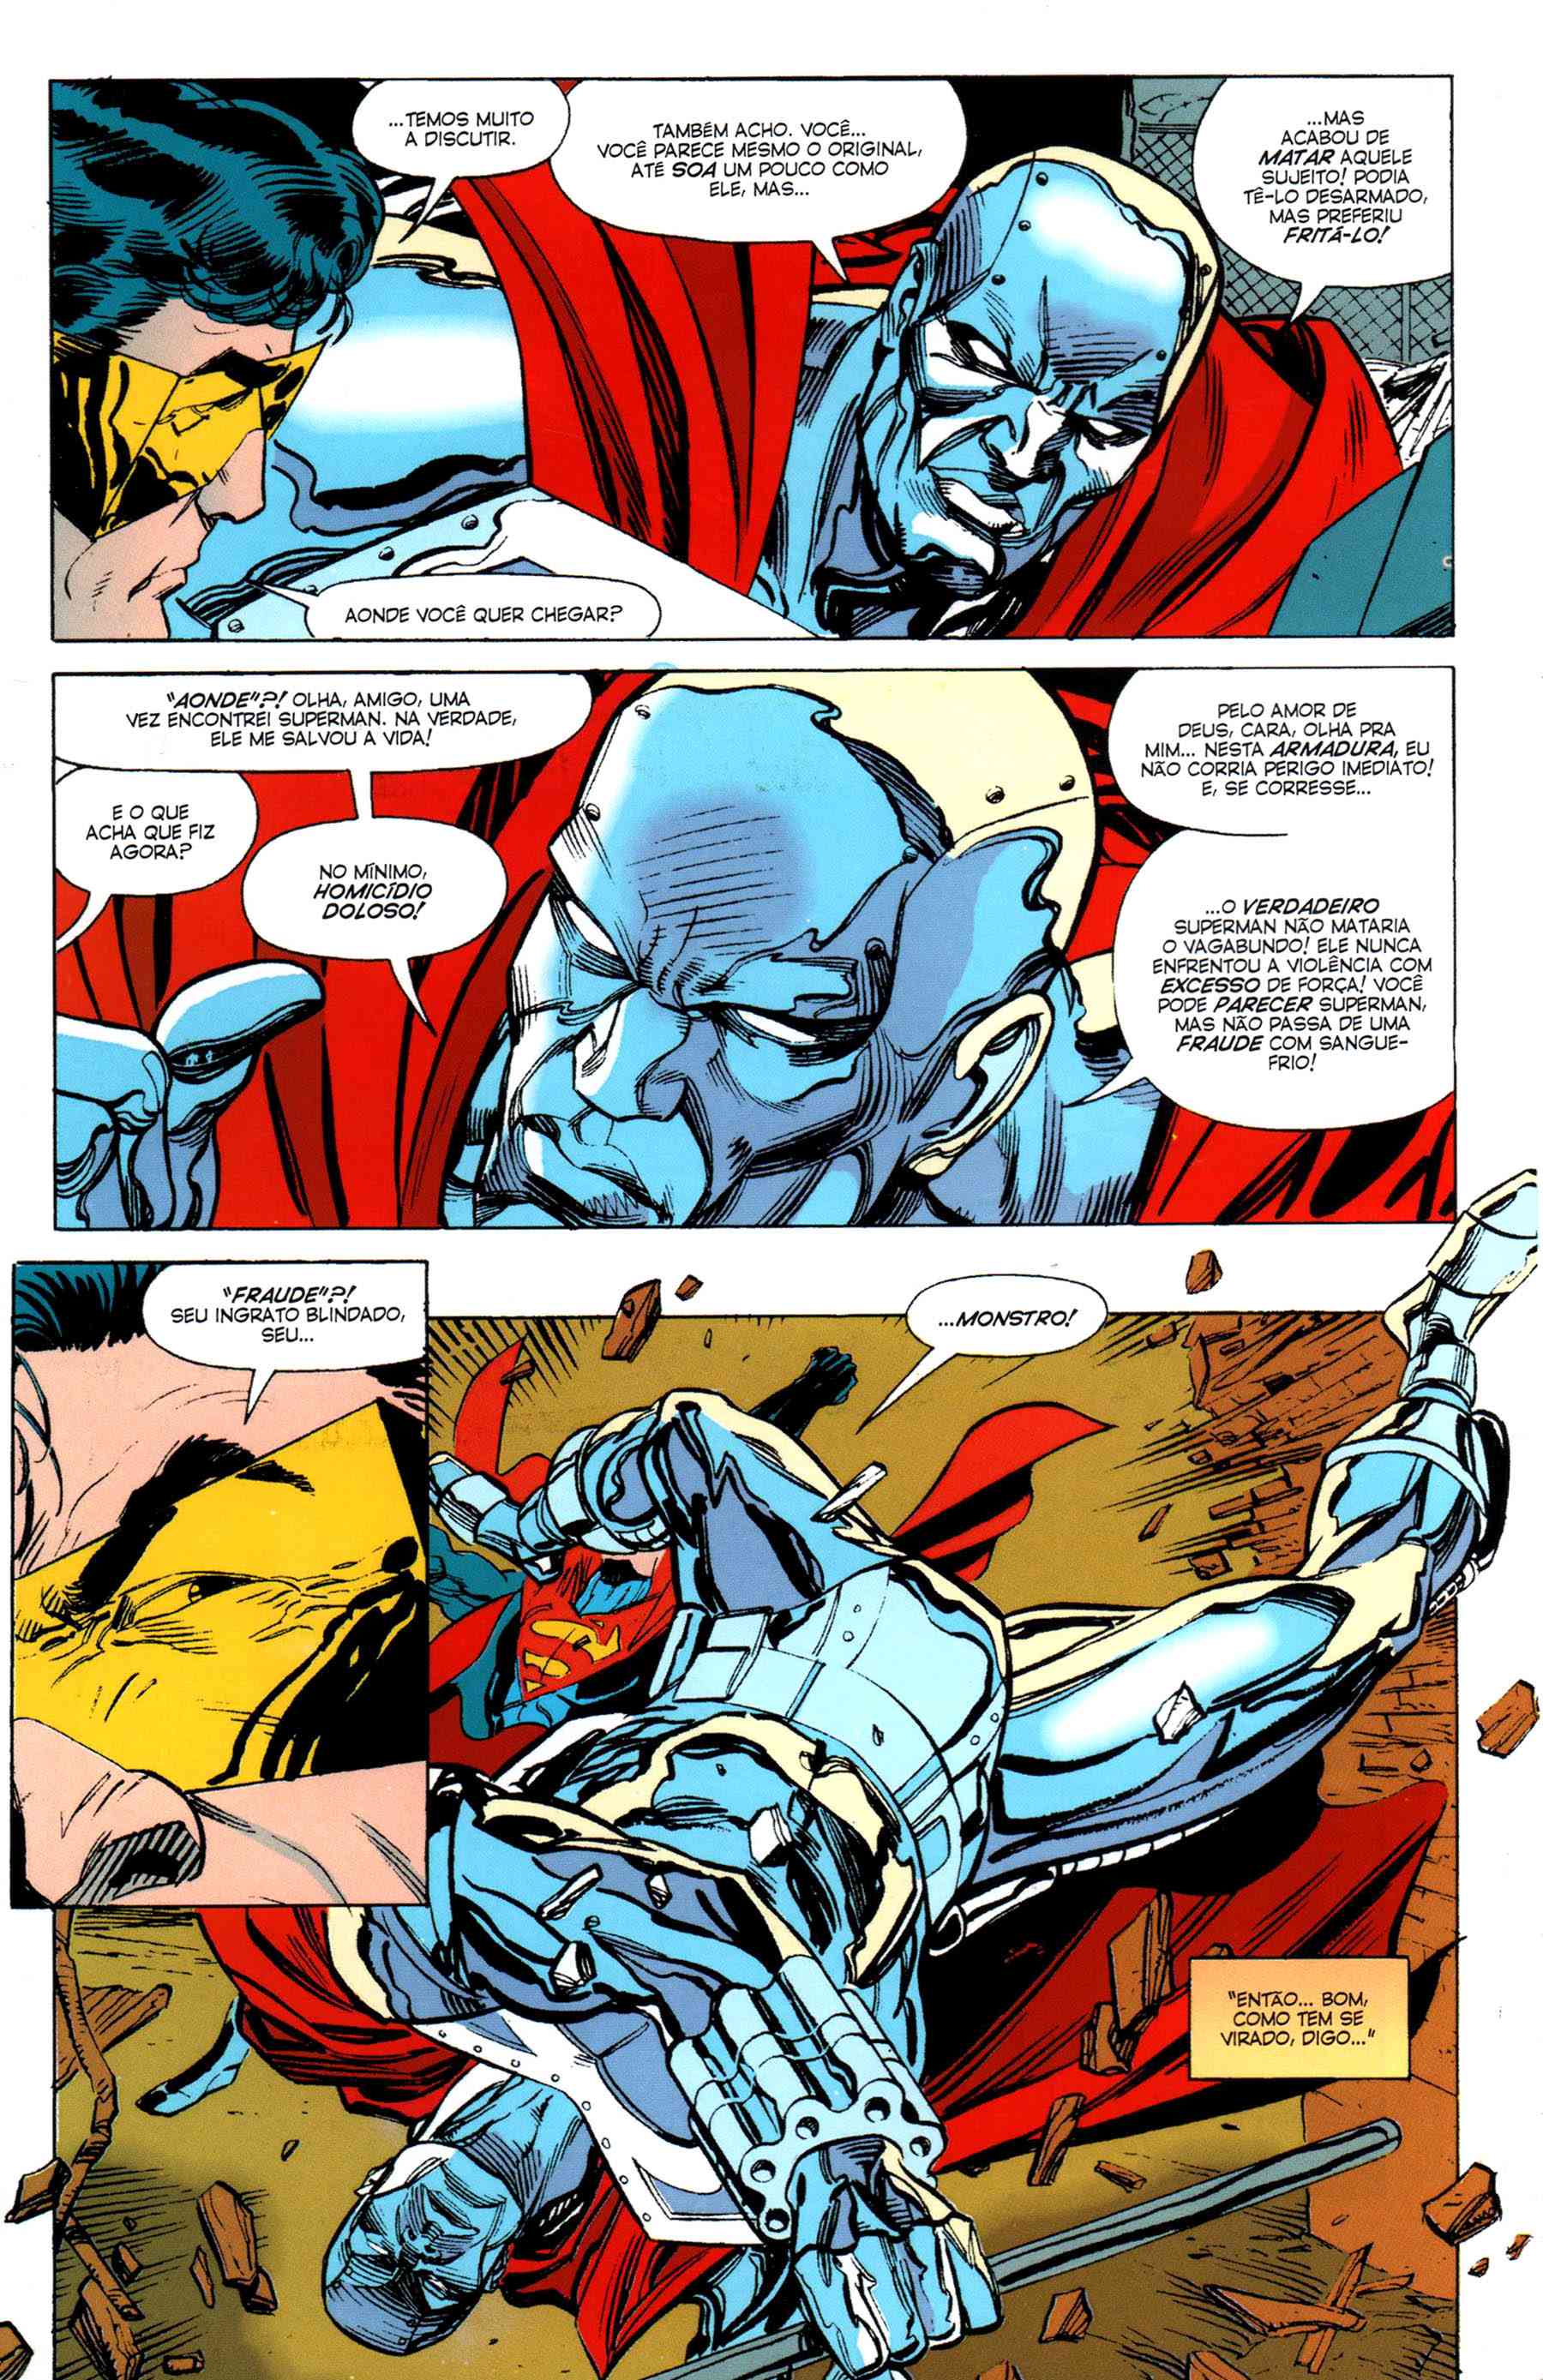 ...TEMOS MUITO
A DISCUTIR.
TAMBÉM ACHO. VOCÊ...
VOCÊ PARECE MESMO O ORIGINAL,
ATÉ SOA UM POUCO COMO
ELE, MAS...
...MAS
ACABOU DE
MATAR AQUELE
SUJEITO! PODIA
TÊ-LO DESARMADO,
MAS PREFERIU
FRITÁ-LO!
AONDE VOCÊ QUER CHEGAR?
"AONDE"?! OLHA, AMIGO, UMA
VEZ ENCONTREI SUPERMAN. NA VERDADE,
ELE ME SALVOU A VIDA!
E O QUE
ACHA QUE FIZ
AGORA?
NO MÍNIMO,
HOMICÍDIO
DOLOSO!
PELO AMOR DE
DEUS, CARA, OLHA PRA
MIM... NESTA ARMADURA, EU
NÃO CORRIA PERIGO IMEDIATO!
E, SE CORRESSE...
...O VERDADEIRO
SUPERMAN NÃO MATARIA
O VAGABUNDO! ELE NUNCA
ENFRENTOU A VIOLÊNCIA COM
EXCESSO DE FORÇA! VOCÊ
PODE PARECER SUPERMAN,
MAS NÃO PASSA DE UMA
FRAUDE COM SANGUE-
FRIO!
"FRAUDE"?!
SEU INGRATO BLINDADO,
SEU...
...MONSTRO!
S
"ENTÃO... BOM,
COMO TEM SE
VIRADO, DIGO..."